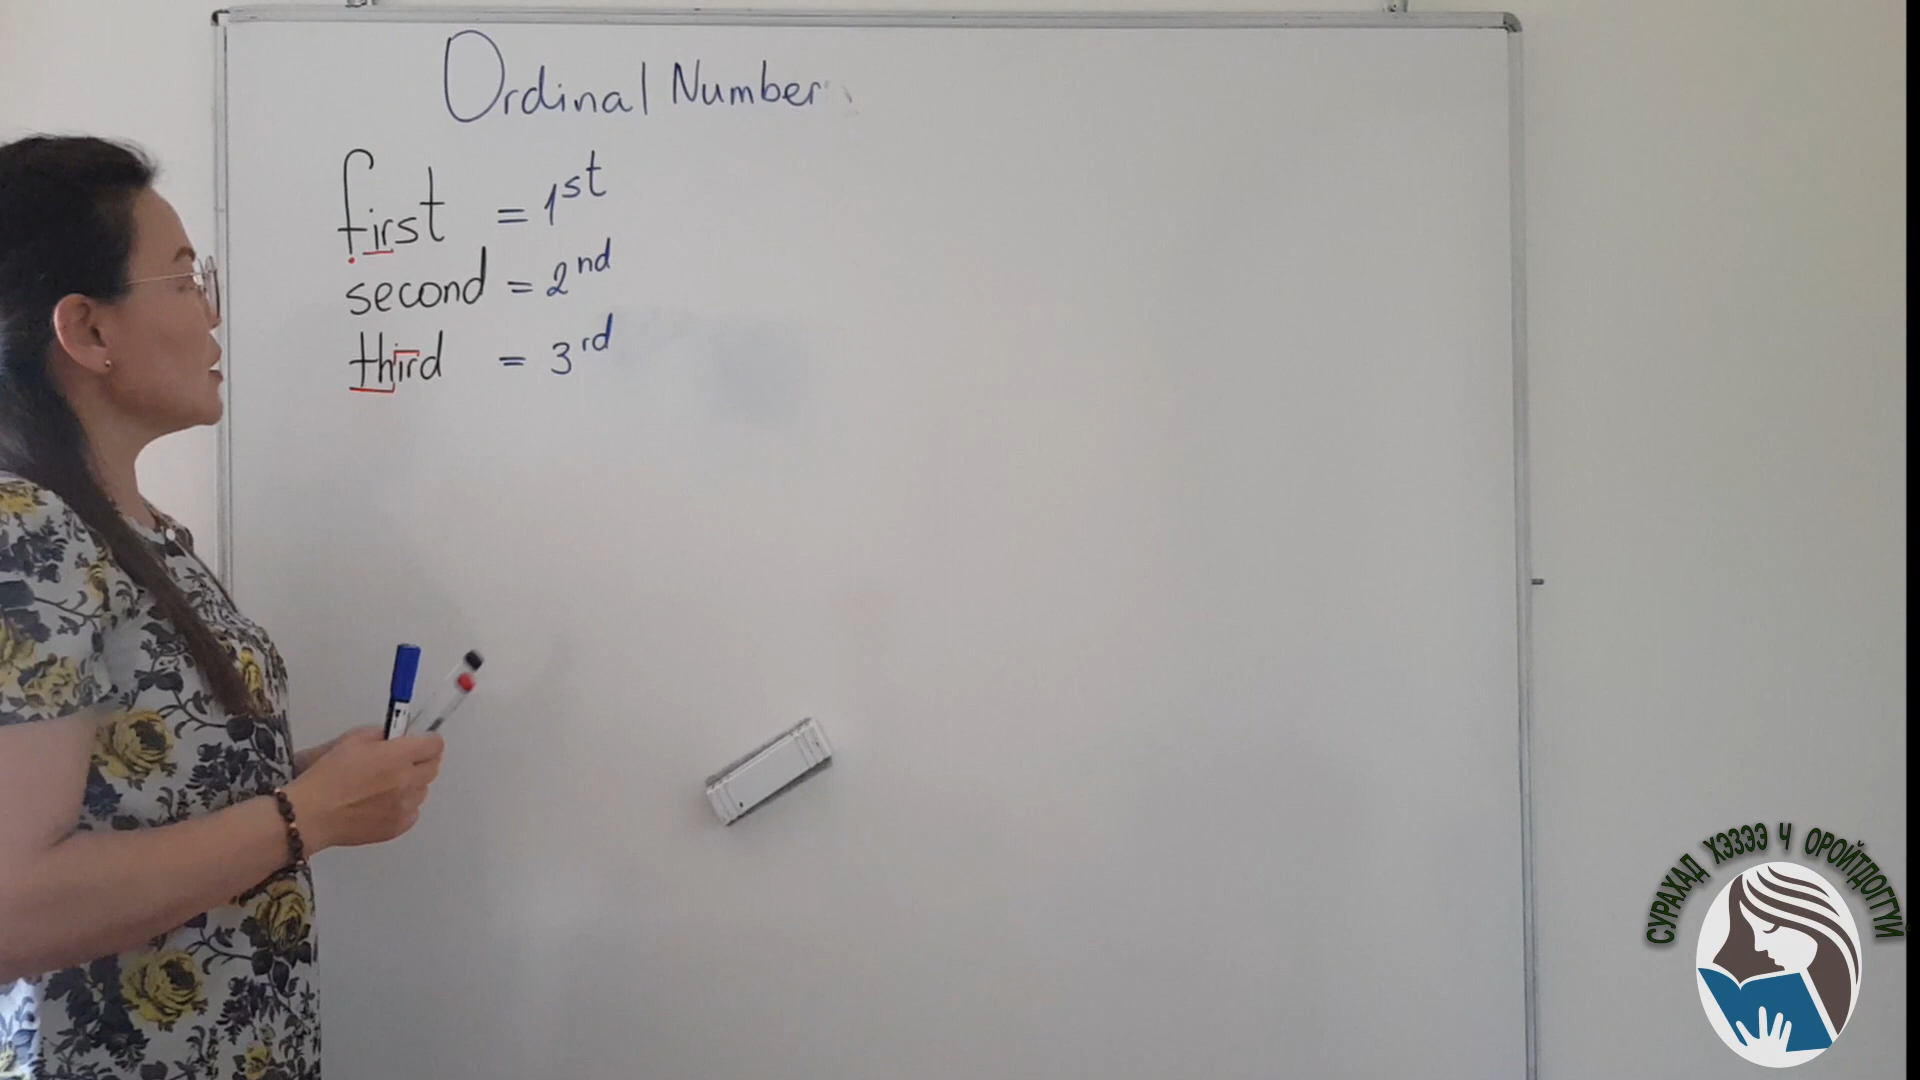 Ordinal Number
first = 1st
second = 2nd
third = 3rd
СУРАХАД ХЭЗЭЭ Ч ОРОЙТДОГГҮЙ